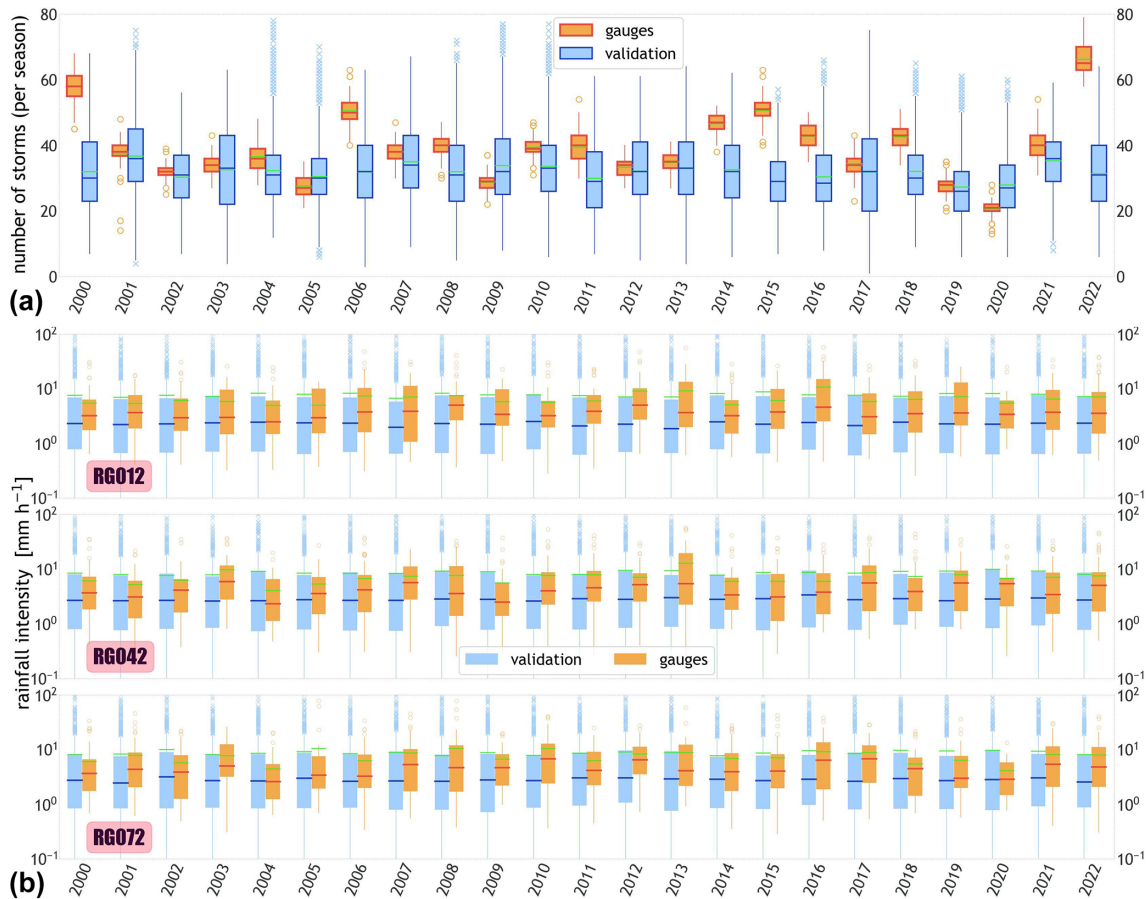 80
60
40
20
0
number of storms (per season)
gauges
validation
80
60
40
20
0
2000 2001 2002 2003 2004 2005 2006 2007 2008 2009 2010 2011 2012 2013 2014 2015 2016 2017 2018 2019 2020 2021 2022
(a)
rainfall intensity [mm h⁻¹]
10²
10¹
10⁰
10⁻¹
RG012
10²
10¹
10⁰
10⁻¹
10²
10¹
10⁰
10⁻¹
RG042
validation gauges
10²
10¹
10⁰
10⁻¹
10²
10¹
10⁰
10⁻¹
RG072
10²
10¹
10⁰
10⁻¹
2000 2001 2002 2003 2004 2005 2006 2007 2008 2009 2010 2011 2012 2013 2014 2015 2016 2017 2018 2019 2020 2021 2022
(b)